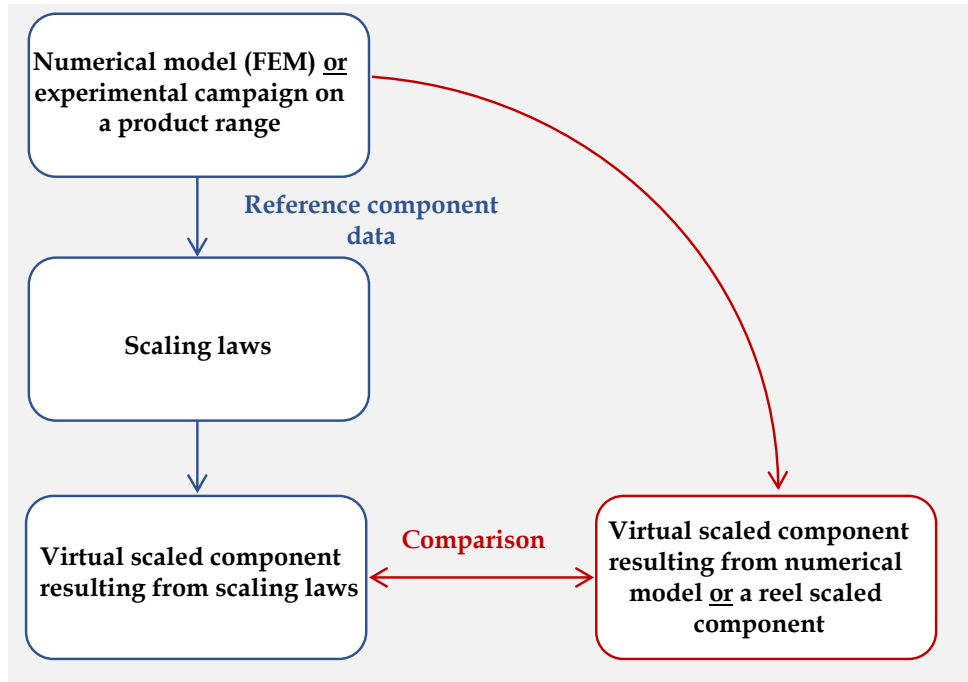 Numerical model (FEM) or
experimental campaign on
a product range
Reference component
data
Scaling laws
Virtual scaled component
resulting from scaling laws
Comparison
Virtual scaled component
resulting from numerical
model or a reel scaled
component